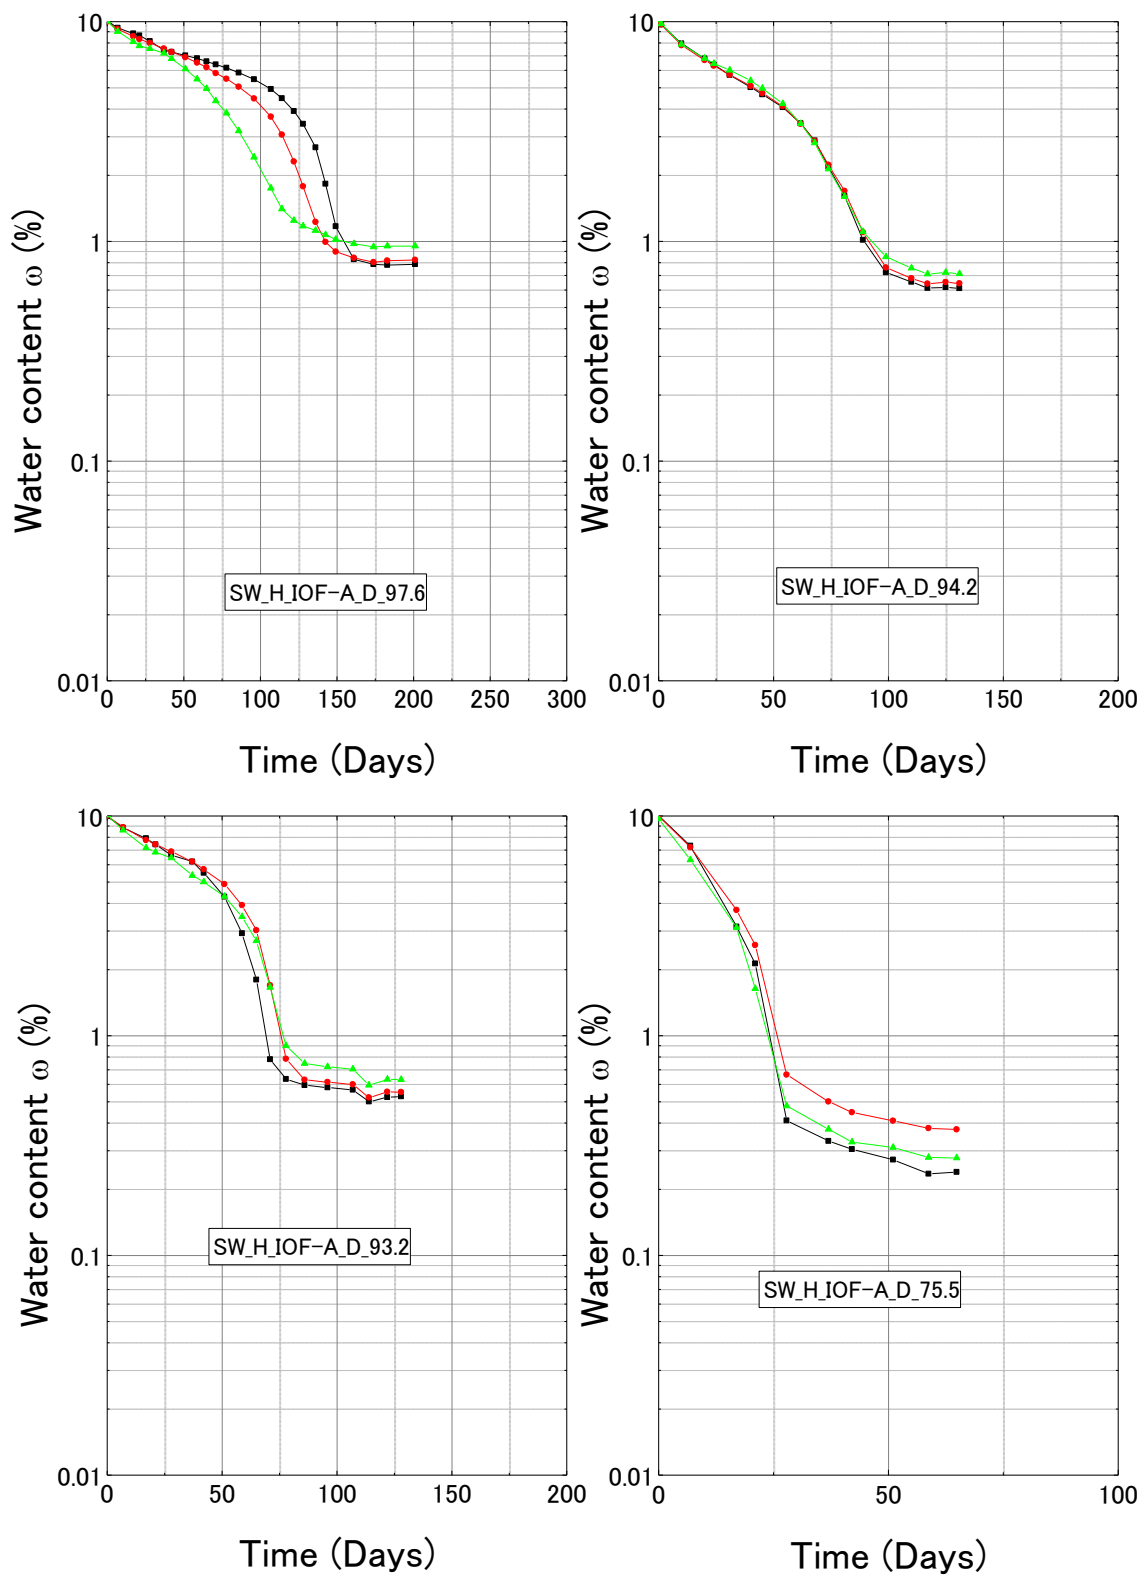 10
1
0.1
0.01
Water content ω (%)
SW_H_IOF-A_D_97.6
0 50 100 150 200 250 300
Time (Days)
10
1
0.1
0.01
Water content ω (%)
SW_H_IOF-A_D_94.2
0 50 100 150 200
Time (Days)
10
1
0.1
0.01
Water content ω (%)
SW_H_IOF-A_D_93.2
0 50 100 150 200
Time (Days)
10
1
0.1
0.01
Water content ω (%)
SW_H_IOF-A_D_75.5
0 50 100
Time (Days)